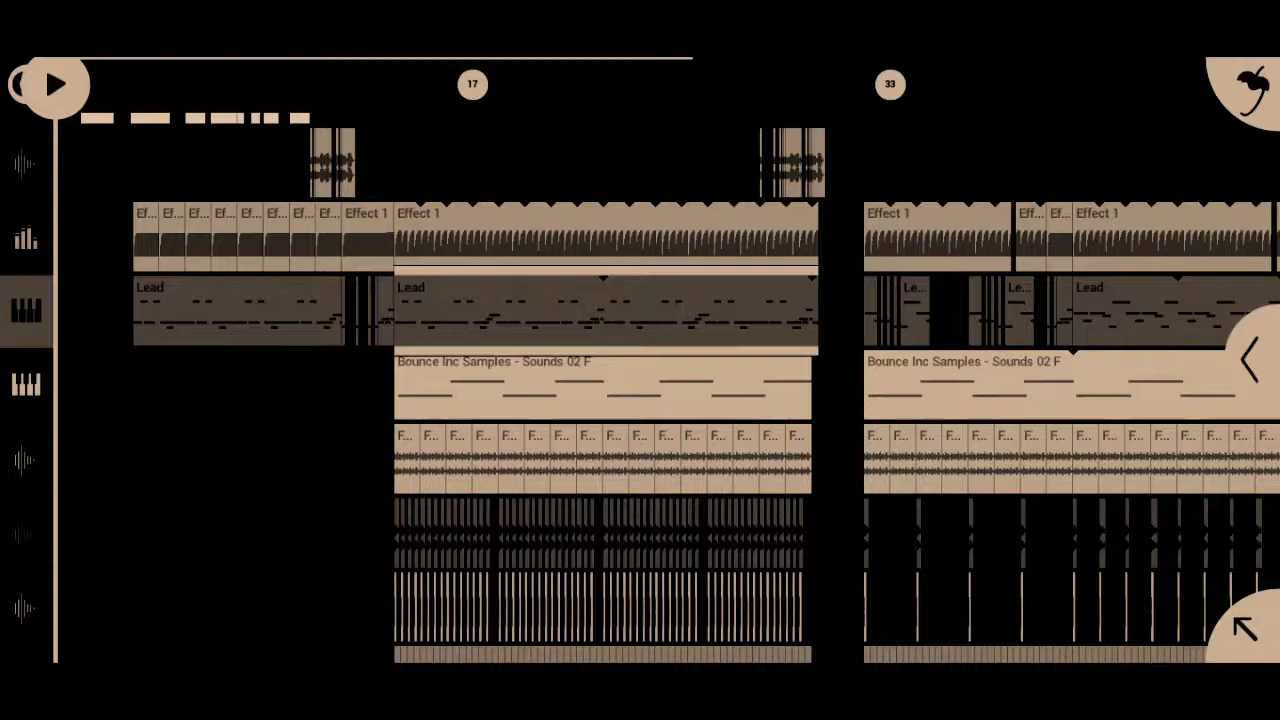 17 33
Ef... Ef... Ef... Ef... Ef... Ef... Ef... Ef... Effect 1 Effect 1 Effect 1 Eff... Ef... Effect 1
Lead Lead Le... Le... Lead
Bounce Inc Samples - Sounds 02 F Bounce Inc Samples - Sounds 02 F
F... F... F... F... F... F... F... F... F... F... F... F... F... F... F... F... F... F... F... F... F... F... F... F... F... F... F... F... F... F... F... F...